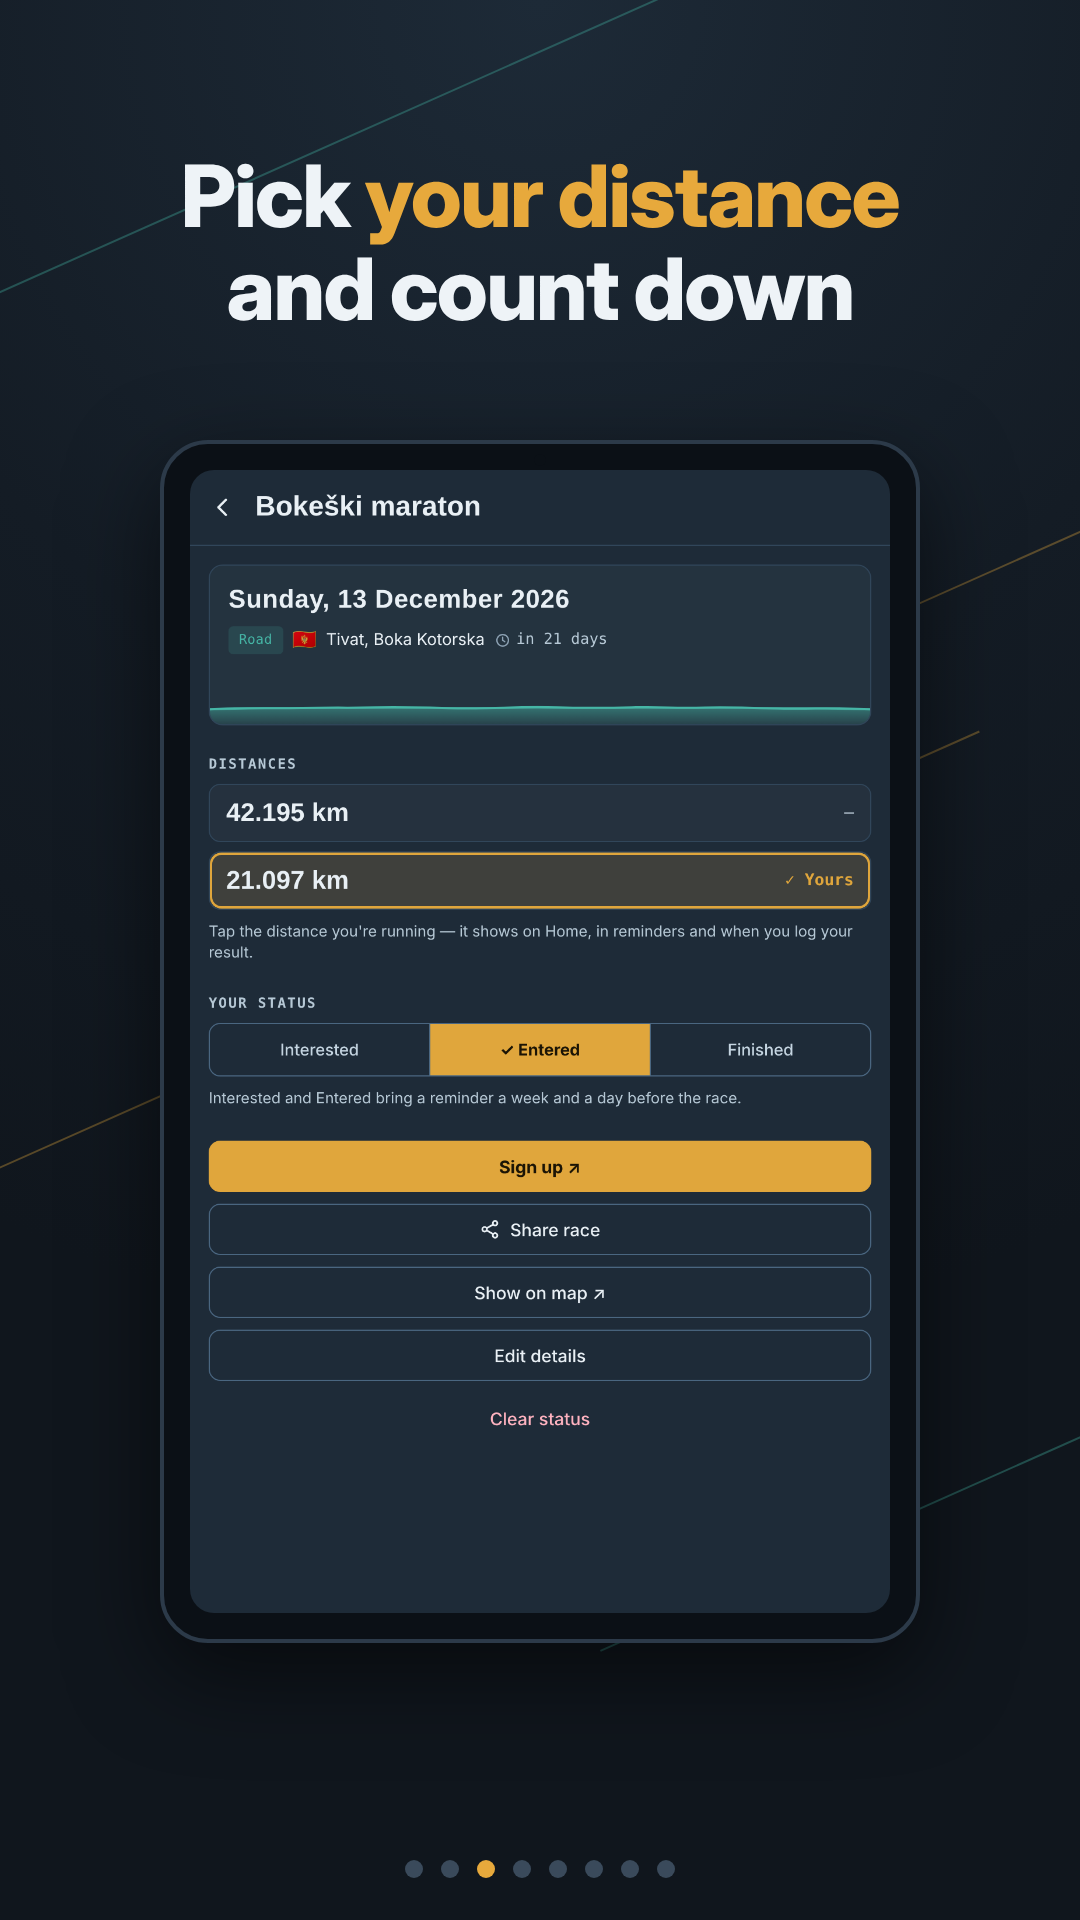 Pick your distance
and count down
Bokeški maraton
Sunday, 13 December 2026
Road Tivat, Boka Kotorska in 21 days
DISTANCES
42.195 km –
21.097 km ✓ Yours
Tap the distance you're running — it shows on Home, in reminders and when you log your
result.
YOUR STATUS
Interested ✓ Entered Finished
Interested and Entered bring a reminder a week and a day before the race.
Sign up ↗
Share race
Show on map ↗
Edit details
Clear status